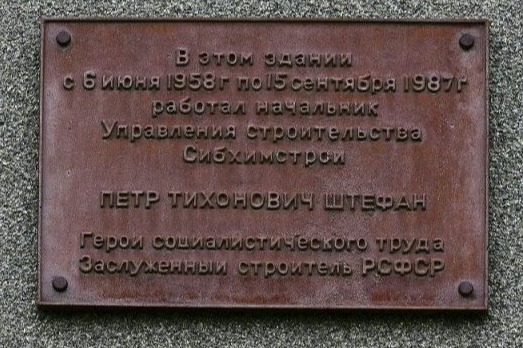 В этом здании
с 6 июня 1958г по 15 сентября 1987г
работал начальник
Управления строительства
Сибхимстрой
ПЕТР ТИХОНОВИЧ ШТЕФАН
Герой социалистического труда
Заслуженный строитель РСФСР